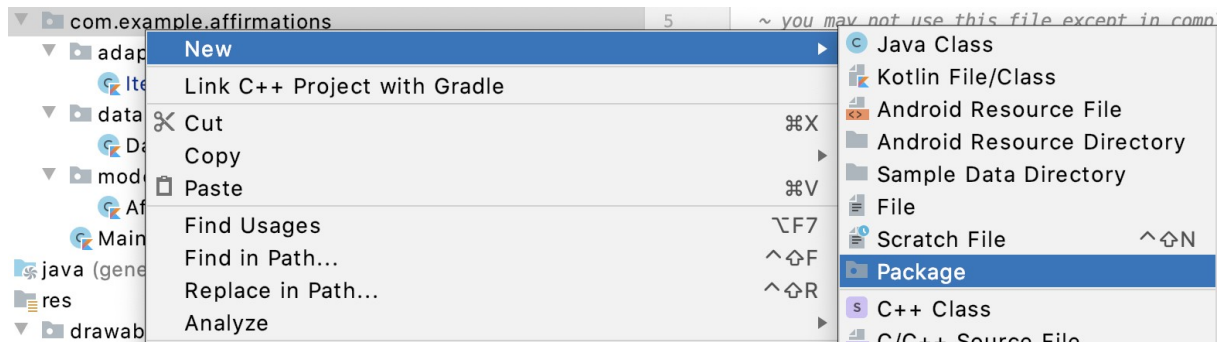 com.example.affirmations
5
~ you may not use this file except in comp
adap
New
Java Class
Ite
Link C++ Project with Gradle
Kotlin File/Class
data
Cut ⌘X
Android Resource File
Da
Copy
Android Resource Directory
mode
Paste ⌘V
Sample Data Directory
Af
Find Usages ⌥F7
File
Main
Find in Path... ^⇧F
Scratch File ^⇧N
java (gene
Replace in Path... ^⇧R
Package
res
Analyze
C++ Class
drawab
C/C++ Source File